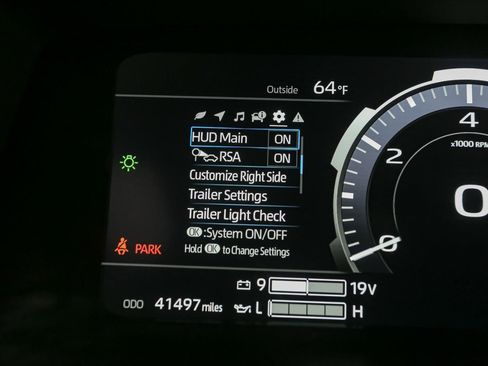 Outside 64°F
HUD Main ON
RSA ON
Customize Right Side
Trailer Settings
Trailer Light Check
OK :System ON/OFF
Hold OK to Change Settings
4
x1000 RPM
2
0
0
PARK
9 19V
ODO 41497 miles
L H